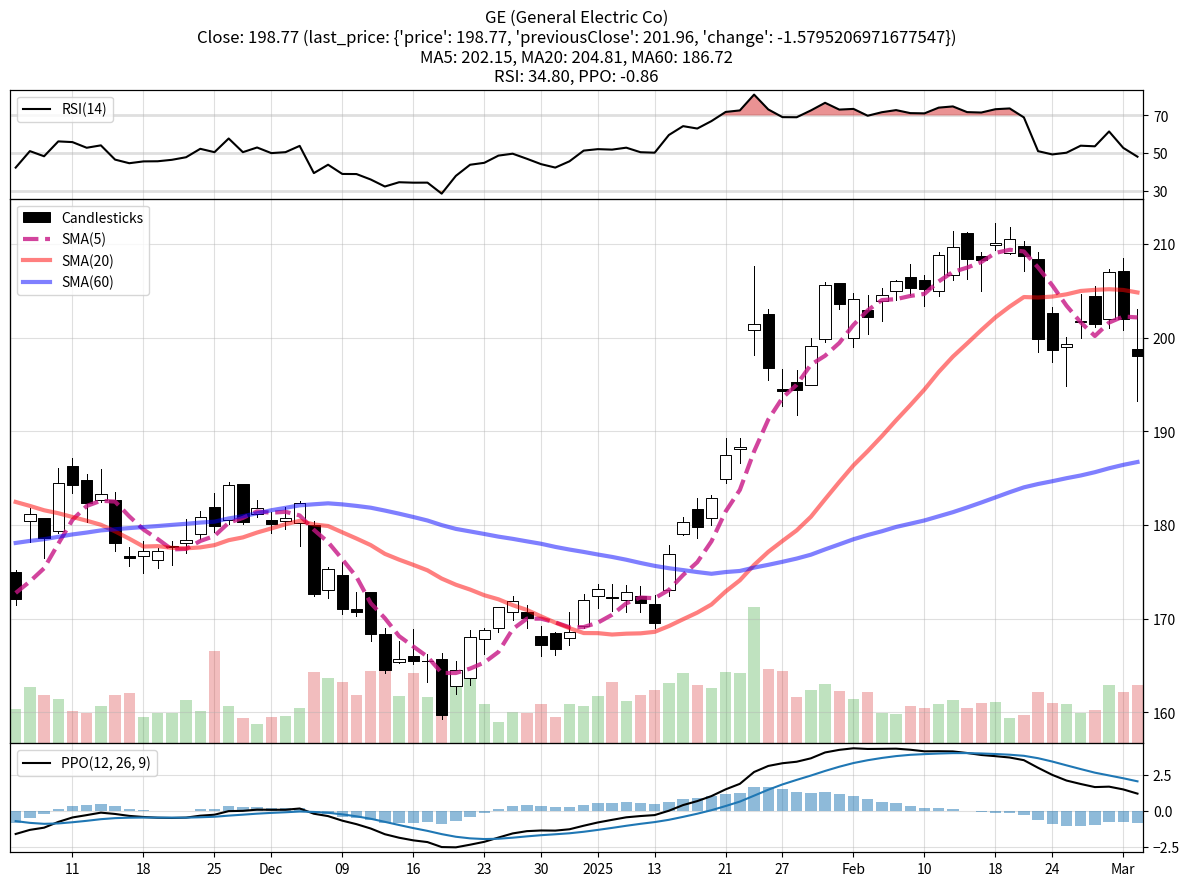 GE (General Electric Co)
Close: 198.77 (last_price: {'price': 198.77, 'previousClose': 201.96, 'change': -1.5795206971677547})
MA5: 202.15, MA20: 204.81, MA60: 186.72
RSI: 34.80, PPO: -0.86
RSI(14)
70
50
30
Candlesticks
SMA(5)
SMA(20)
SMA(60)
210
200
190
180
170
160
PPO(12, 26, 9)
2.5
0.0
−2.5
11 18 25 Dec 09 16 23 30 2025 13 21 27 Feb 10 18 24 Mar